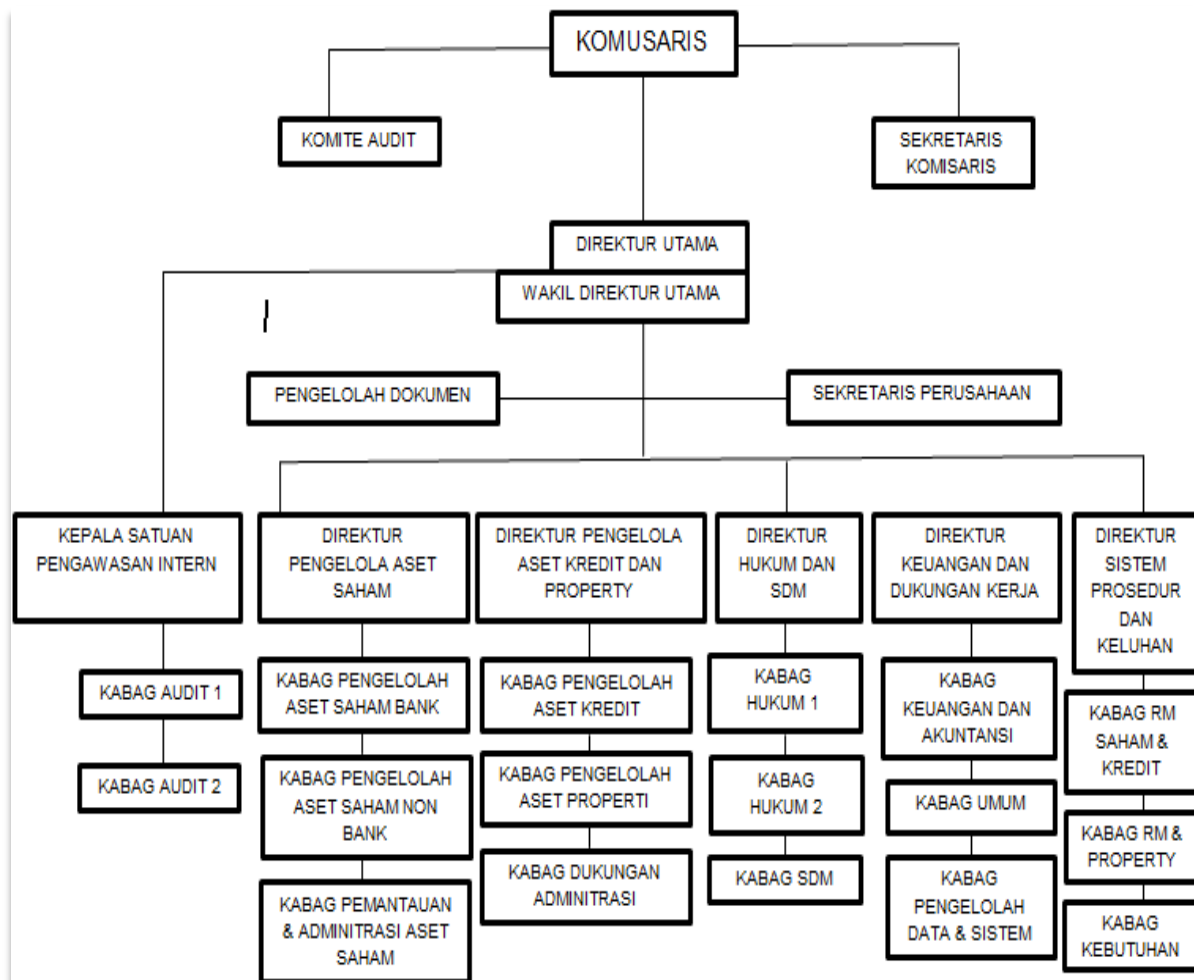 KOMUSARIS
KOMITE AUDIT
SEKRETARIS
KOMISARIS
DIREKTUR UTAMA
WAKIL DIREKTUR UTAMA
PENGELOLAH DOKUMEN
SEKRETARIS PERUSAHAAN
KEPALA SATUAN
PENGAWASAN INTERN
KABAG AUDIT 1
KABAG AUDIT 2
DIREKTUR
PENGELOLA ASET
SAHAM
KABAG PENGELOLAH
ASET SAHAM BANK
KABAG PENGELOLAH
ASET SAHAM NON
BANK
KABAG PEMANTAUAN
& ADMINITRASI ASET
SAHAM
DIREKTUR PENGELOLA
ASET KREDIT DAN
PROPERTY
KABAG PENGELOLAH
ASET KREDIT
KABAG PENGELOLAH
ASET PROPERTI
KABAG DUKUNGAN
ADMINITRASI
DIREKTUR
HUKUM DAN
SDM
KABAG
HUKUM 1
KABAG
HUKUM 2
KABAG SDM
DIREKTUR
KEUANGAN DAN
DUKUNGAN KERJA
KABAG
KEUANGAN DAN
AKUNTANSI
KABAG UMUM
KABAG
PENGELOLAH
DATA & SISTEM
DIREKTUR
SISTEM
PROSEDUR
DAN
KELUHAN
KABAG RM
SAHAM &
KREDIT
KABAG RM &
PROPERTY
KABAG
KEBUTUHAN